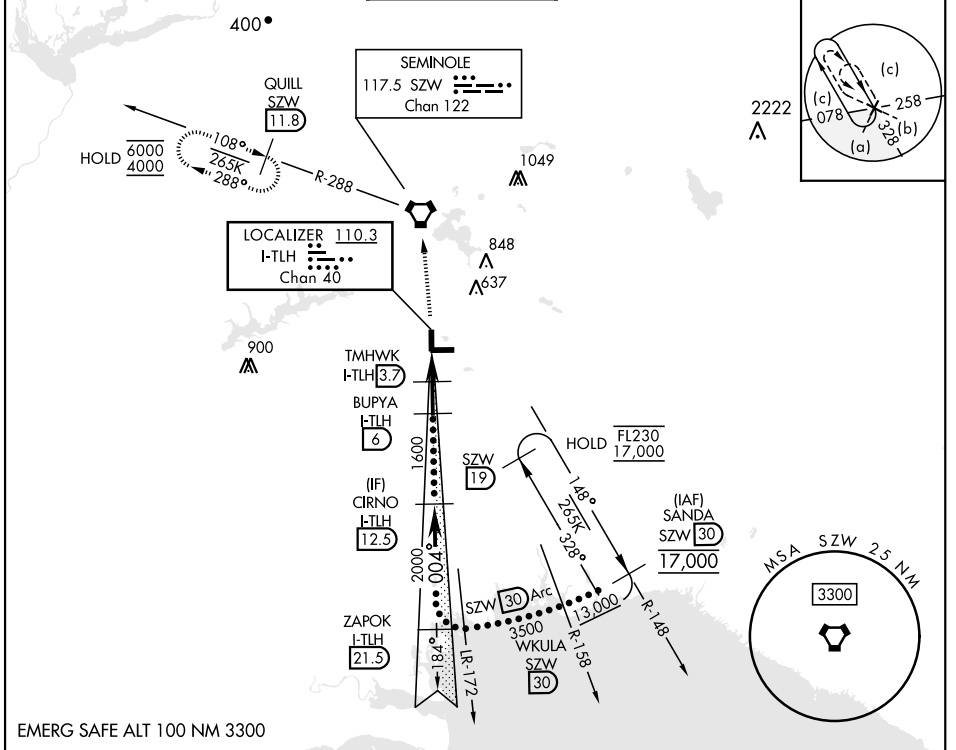 400
QUILL
SZW
11.8
SEMINOLE
117.5 SZW
Chan 122
(c)
(c)
078
258
328
(b)
(a)
2222
HOLD 6000
4000
108°
265K
288°
R-288
1049
LOCALIZER 110.3
I-TLH
Chan 40
848
637
900
TMHWK
I-TLH 3.7
BUPYA
I-TLH
6
1600
SZW
19
HOLD FL230
17,000
148°
265K
328°
(IF)
CIRNO
I-TLH
12.5
(IAF)
SANDA
SZW 30
17,000
2000
004°
MSA SZW 25 NM
3300
SZW 30 Arc
13,000
3500
ZAPOK
I-TLH
21.5
184°
LR-172
WKULA
SZW
30
R-158
R-148
EMERG SAFE ALT 100 NM 3300